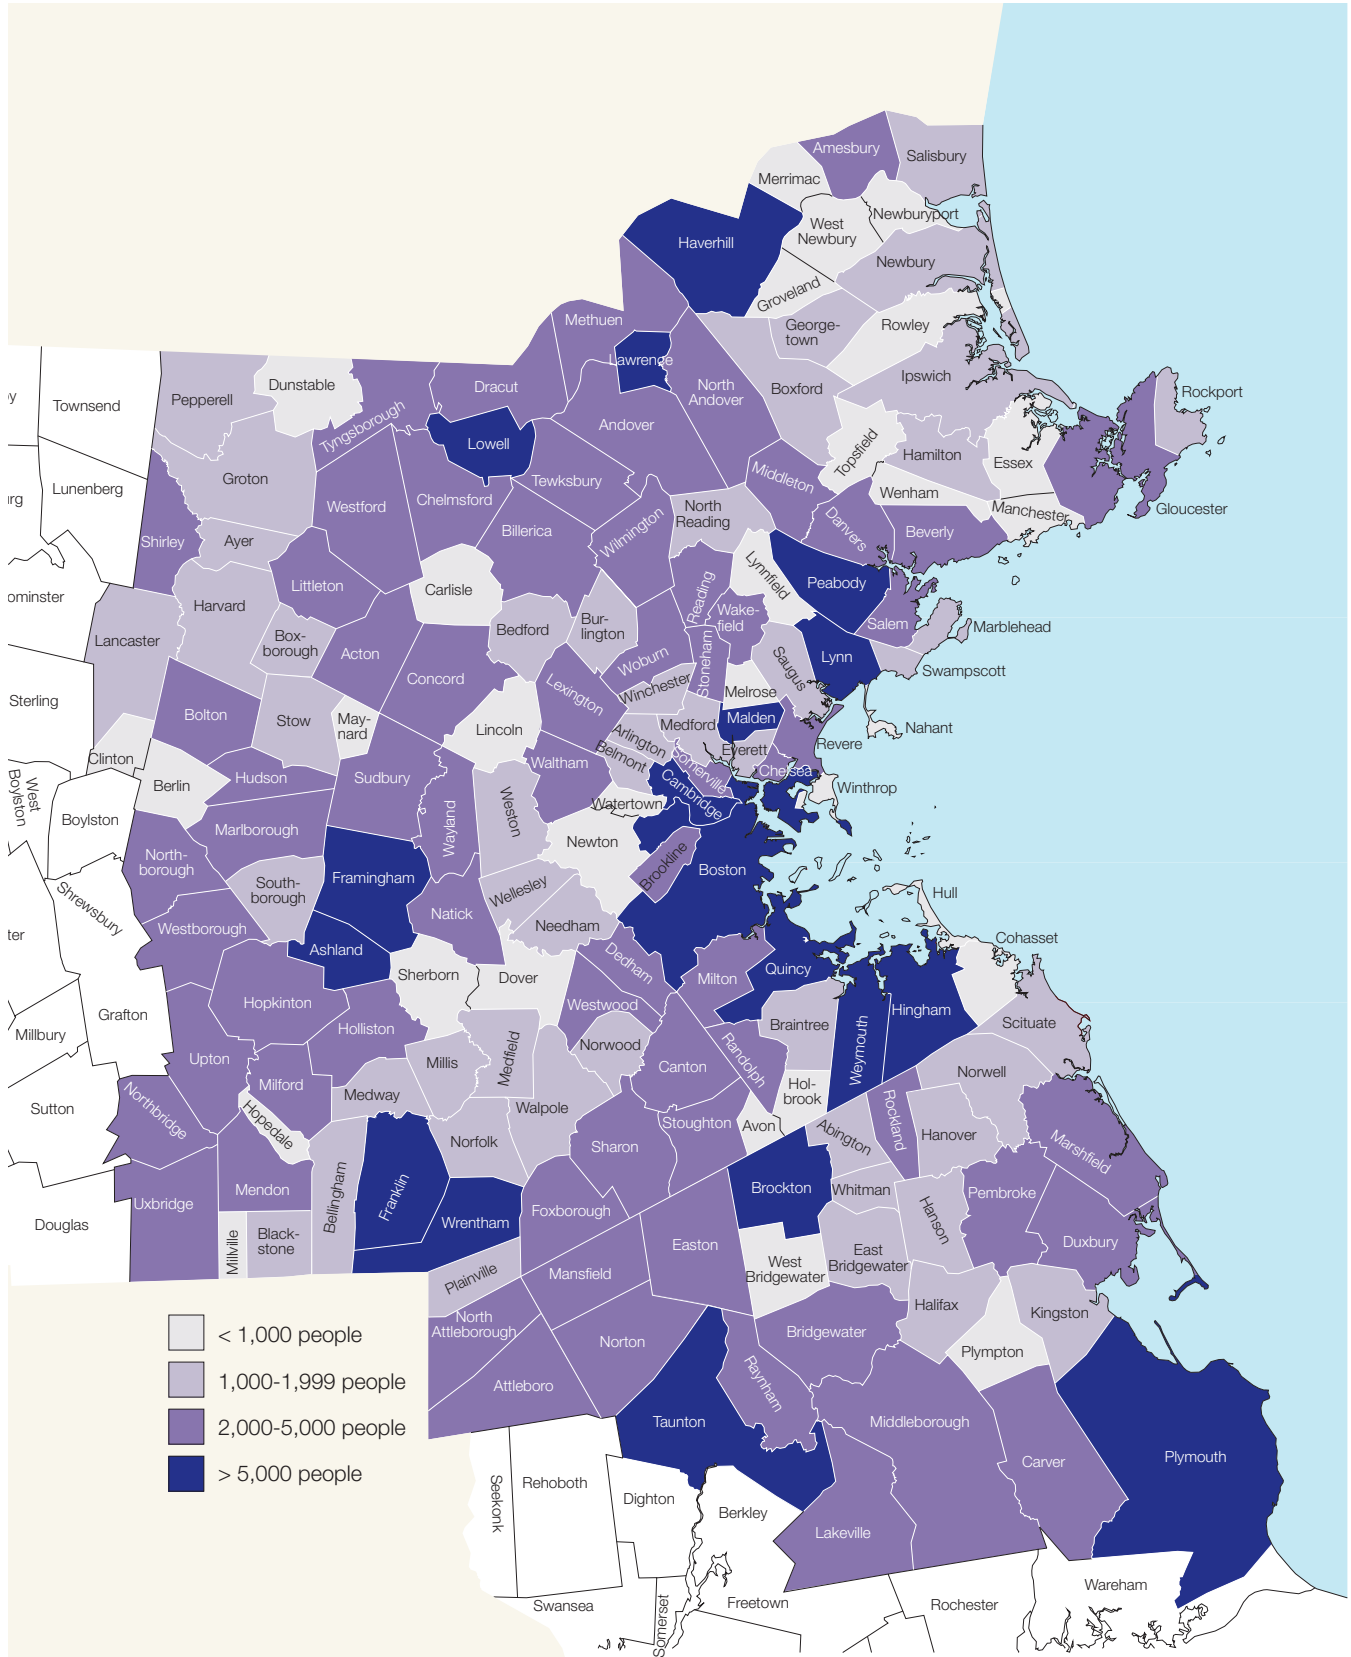 Amesbury
Salisbury
Merrimac
Newburyport
West
Newbury
Haverhill
Newbury
Groveland
Methuen
George-
town
Rowley
Lawrence
Ipswich
Dunstable
Dracut
North
Andover
Boxford
Rockport
Pepperell
Townsend
Tyngsborough
Andover
Lowell
Topsfield
Hamilton
Essex
Groton
Lunenberg
Tewksbury
Middleton
Wenham
Westford
Chelmsford
North
Reading
Manchester
Gloucester
Shirley
Ayer
Billerica
Wilmington
Danvers
Beverly
Littleton
Carlisle
Lynnfield
Peabody
Reading
ominster
Harvard
Wake-
field
Salem
Lancaster
Box-
borough
Bedford
Bur-
lington
Marblehead
Acton
Woburn
Stoneham
Saugus
Lynn
Swampscott
Concord
Lexington
Winchester
Melrose
Sterling
Bolton
Stow
May-
nard
Lincoln
Medford
Malden
Nahant
Arlington
Everett
Revere
Clinton
Belmont
Somerville
Chelsea
Berlin
Hudson
Sudbury
Waltham
Cambridge
Winthrop
West
Boylston
Boylston
Marlborough
Wayland
Weston
Watertown
Newton
Brookline
Boston
North-
borough
Framingham
South-
borough
Wellesley
Hull
Shrewsbury
Natick
Needham
ter
Westborough
Ashland
Dedham
Cohasset
Sherborn
Dover
Milton
Quincy
Grafton
Hopkinton
Westwood
Hingham
Holliston
Braintree
Scituate
Millbury
Upton
Millis
Medfield
Norwood
Canton
Randolph
Weymouth
Norwell
Milford
Medway
Hol-
brook
Sutton
Northbridge
Hopedale
Walpole
Stoughton
Avon
Abington
Rockland
Hanover
Norfolk
Sharon
Marshfield
Uxbridge
Mendon
Bellingham
Franklin
Brockton
Whitman
Pembroke
Douglas
Wrentham
Foxborough
Hanson
Millville
Black-
stone
Easton
Duxbury
West
Bridgewater
East
Bridgewater
Plainville
Mansfield
Halifax
Kingston
North
Attleborough
Norton
Bridgewater
Plympton
Raynham
Attleboro
Taunton
Middleborough
Plymouth
Carver
Seekonk
Rehoboth
Dighton
Berkley
Lakeville
Swansea
Somerset
Freetown
Rochester
Wareham
< 1,000 people
1,000-1,999 people
2,000-5,000 people
> 5,000 people